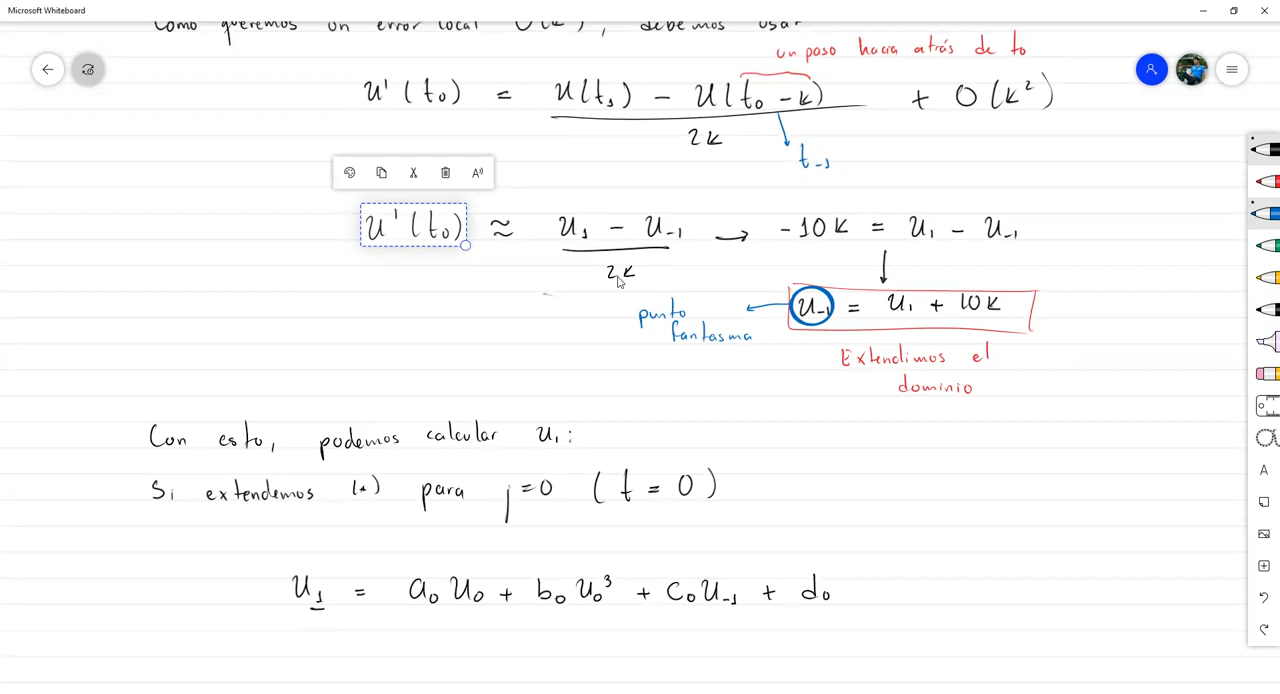 Microsoft Whiteboard
Como queremos un error local O(k²), debemos usar
un paso hacia atrás de t₀
u'(t₀) = u(t₁) - u(t₀ - k) / 2k + O(k²)
t₋₁
u'(t₀) ≈ u₁ - u₋₁ / 2k → -10k = u₁ - u₋₁
u₋₁ = u₁ + 10k
punto
fantasma
Extendimos el
dominio
Con esto, podemos calcular u₁:
Si extendemos (*) para j=0 (t = 0)
u₁ = a₀u₀ + b₀u₀³ + c₀u₋₁ + d₀